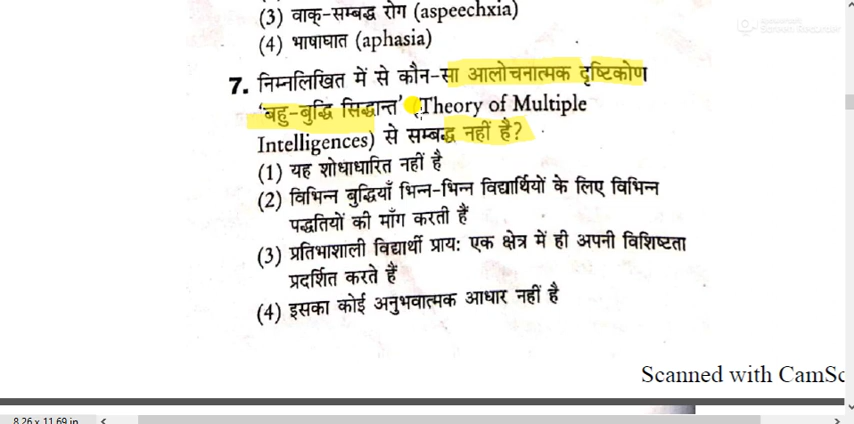 (3) वाक्-सम्बद्ध रोग (aspeechxia)
(4) भाषाघात (aphasia)
7. निम्नलिखित में से कौन-सा आलोचनात्मक दृष्टिकोण
'बहु-बुद्धि सिद्धान्त' (Theory of Multiple
Intelligences) से सम्बद्ध नहीं है?
(1) यह शोधाधारित नहीं है
(2) विभिन्न बुद्धियाँ भिन्न-भिन्न विद्यार्थियों के लिए विभिन्न
पद्धतियों की माँग करती हैं
(3) प्रतिभाशाली विद्यार्थी प्रायः एक क्षेत्र में ही अपनी विशिष्टता
प्रदर्शित करते हैं
(4) इसका कोई अनुभवात्मक आधार नहीं है
Scanned with CamSc
8.26 x 11.69 in